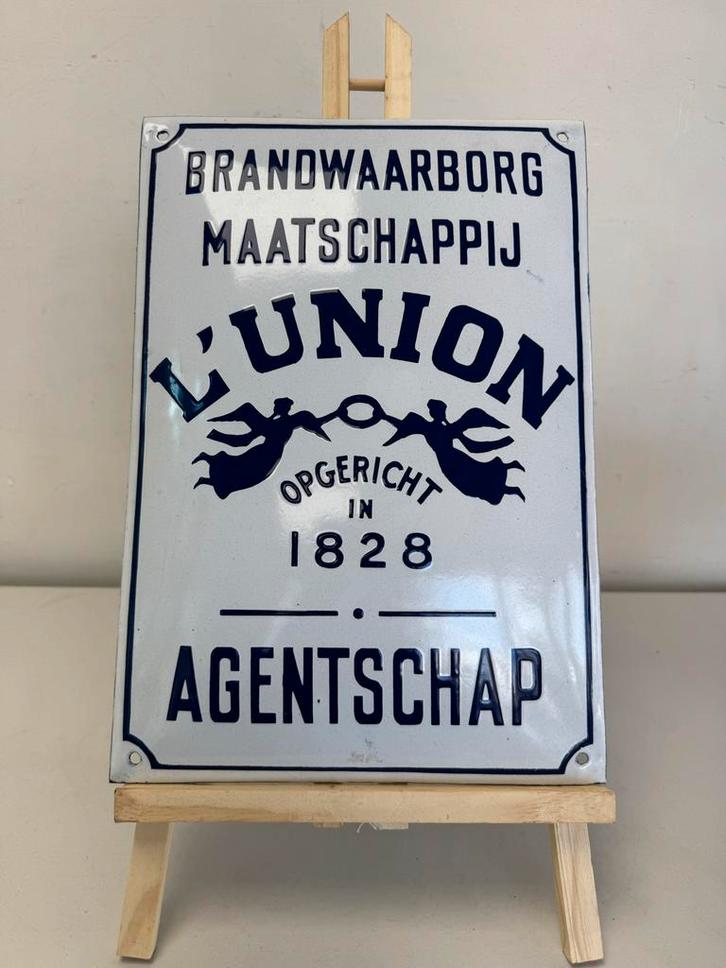 BRANDWAARBORG
MAATSCHAPPIJ
L'UNION
OPGERICHT
IN
1828
AGENTSCHAP